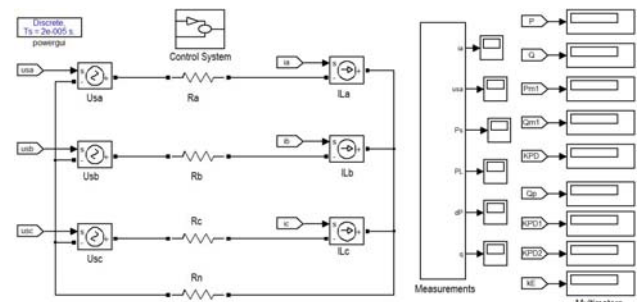 Discrete,
Ts = 2e-005 s.
powergui
Control System
usa
Usa
Ra
ia
ILa
usb
Usb
Rb
ib
ILb
usc
Usc
Rc
ic
ILc
Rn
ia
usa
Ps
PL
dP
q
Measurements
P
Q
Pm1
Qm1
KPD
Qp
KPD1
KPD2
kE